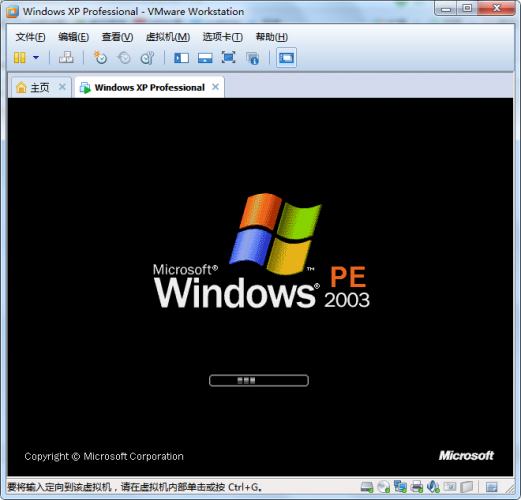 Windows XP Professional - VMware Workstation
文件(F) 编辑(E) 查看(V) 虚拟机(M) 选项卡(T) 帮助(H)
主页 Windows XP Professional
Microsoft®
Windows® PE
2003
™
Copyright © Microsoft Corporation
Microsoft
要将输入定向到该虚拟机，请在虚拟机内部单击或按 Ctrl+G。